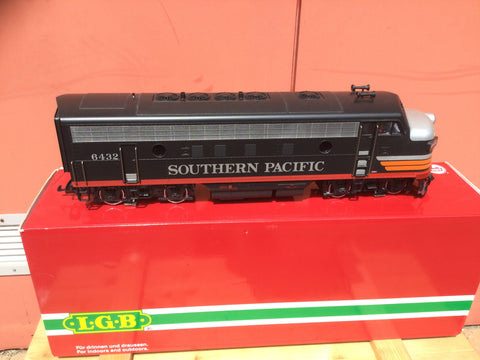 6432
SOUTHERN PACIFIC
L.G.B.
Für drinnen und draussen.
For indoors and outdoors.